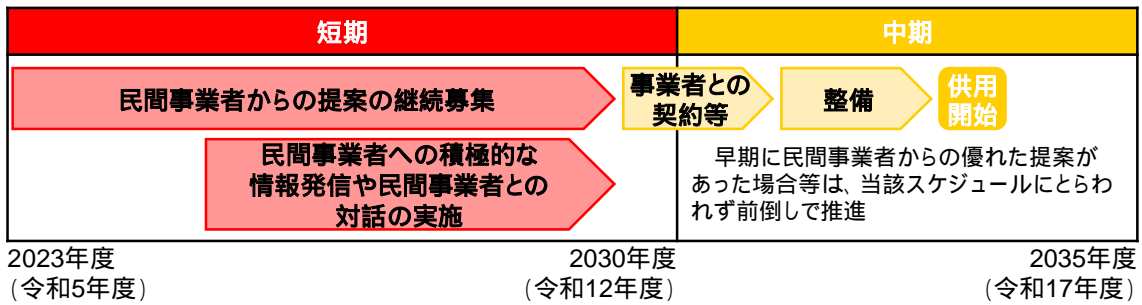 短期
中期
民間事業者からの提案の継続募集
事業者との
契約等
整備
供用
開始
民間事業者への積極的な
情報発信や民間事業者との
対話の実施
早期に民間事業者からの優れた提案が
あった場合等は、当該スケジュールにとらわ
れず前倒しで推進
2023年度
(令和5年度)
2030年度
(令和12年度)
2035年度
(令和17年度)